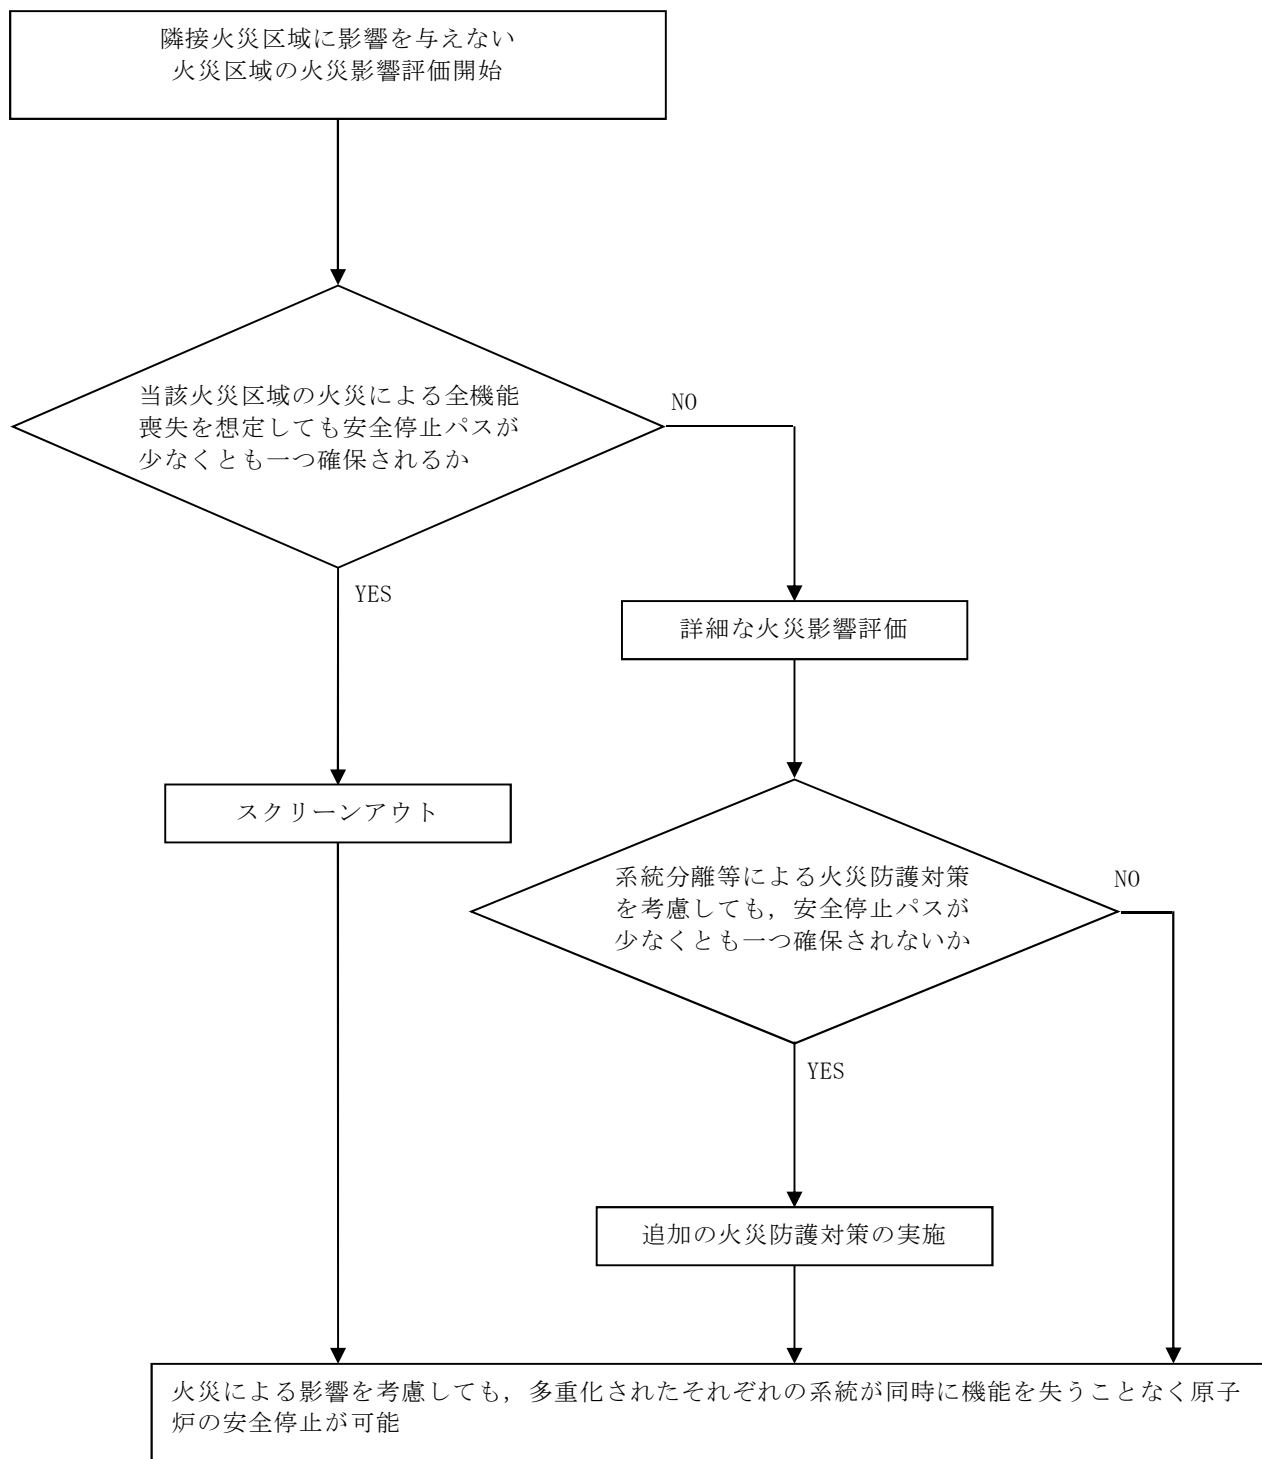 隣接火災区域に影響を与えない
火災区域の火災影響評価開始
当該火災区域の火災による全機能
喪失を想定しても安全停止パスが
少なくとも一つ確保されるか
NO
YES
詳細な火災影響評価
スクリーンアウト
系統分離等による火災防護対策
を考慮しても，安全停止パスが
少なくとも一つ確保されないか
NO
YES
追加の火災防護対策の実施
火災による影響を考慮しても，多重化されたそれぞれの系統が同時に機能を失うことなく原子
炉の安全停止が可能